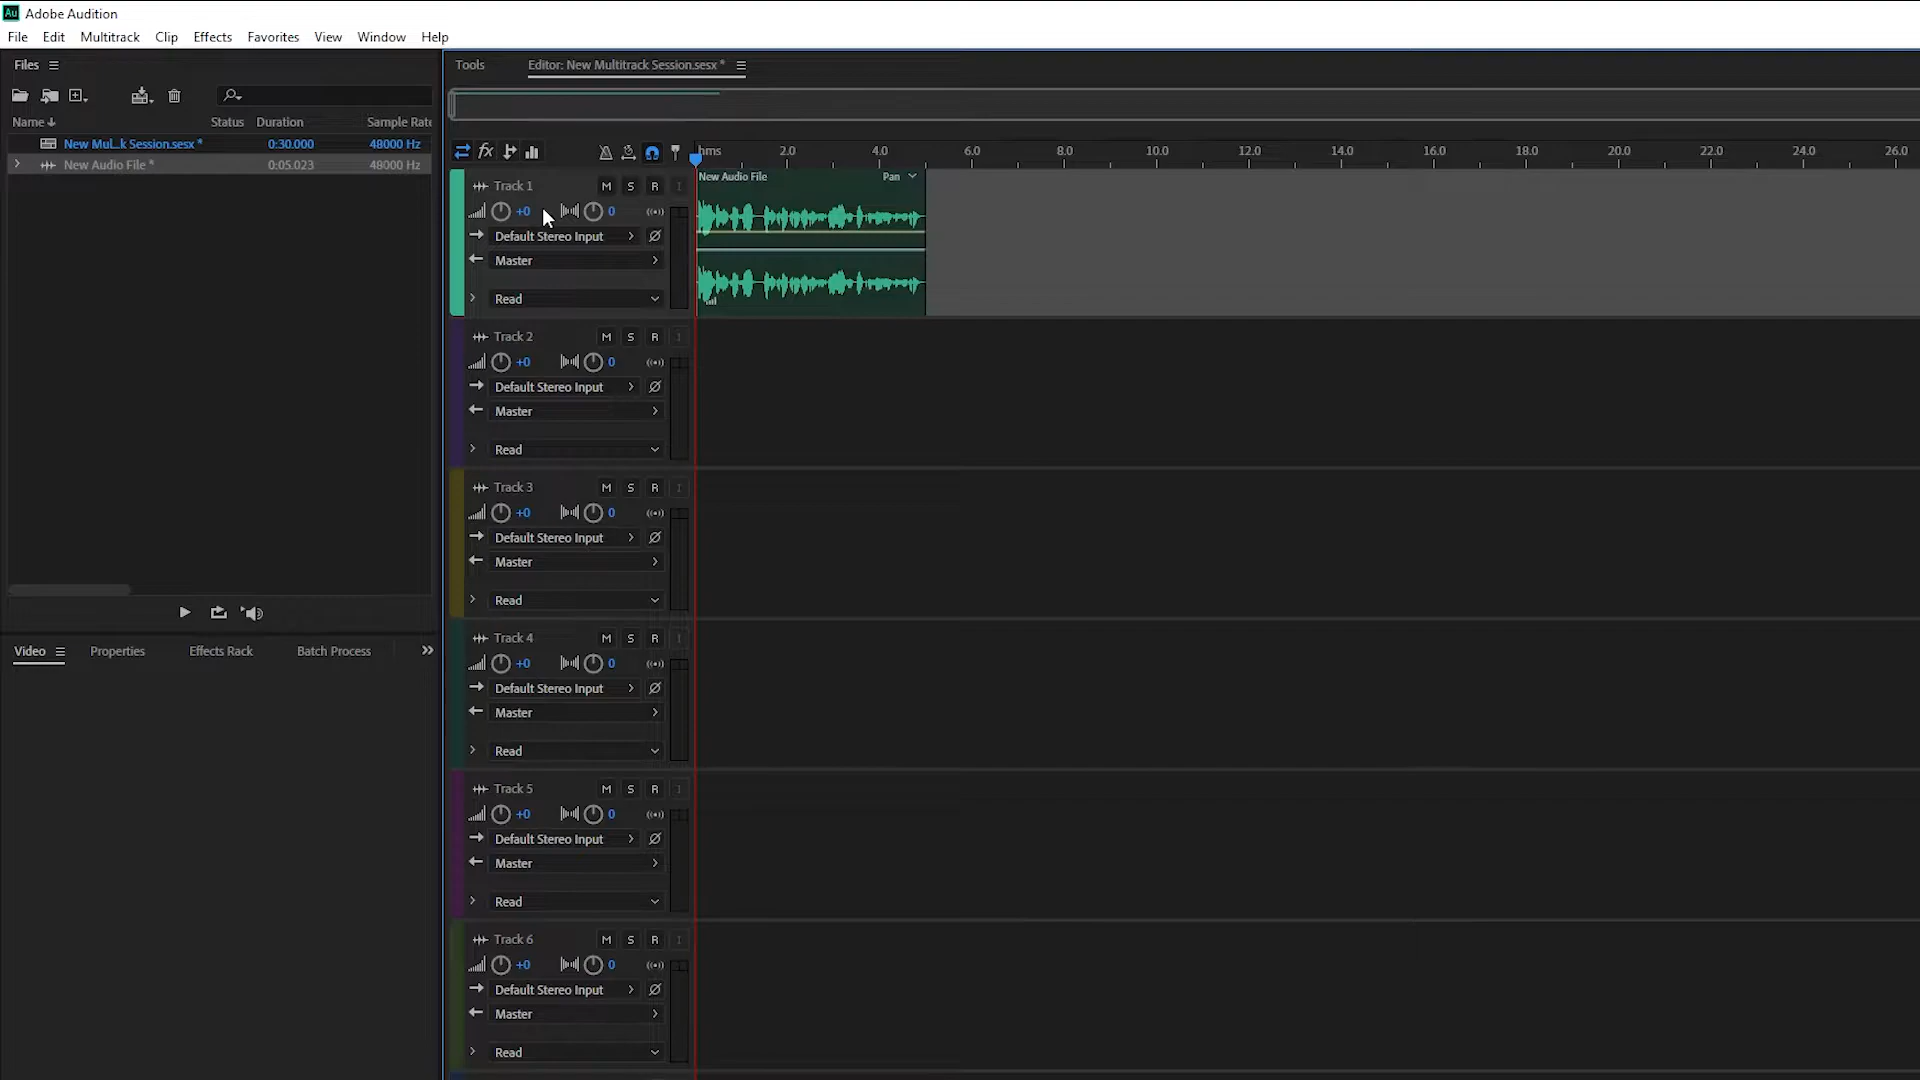 Au Adobe Audition
File Edit Multitrack Clip Effects Favorites View Window Help
Files
Name Status Duration Sample Rate
New Mul...k Session.sesx * 0:30.000 48000 Hz
New Audio File * 0:05.023 48000 Hz
Video Properties Effects Rack Batch Process
Tools Editor: New Multitrack Session.sesx *
fx hms 2.0 4.0 6.0 8.0 10.0 12.0 14.0 16.0 18.0 20.0 22.0 24.0 26.0
Track 1 M S R I
+0 0
Default Stereo Input
Master
Read
New Audio File Pan
Track 2 M S R I
+0 0
Default Stereo Input
Master
Read
Track 3 M S R I
+0 0
Default Stereo Input
Master
Read
Track 4 M S R I
+0 0
Default Stereo Input
Master
Read
Track 5 M S R I
+0 0
Default Stereo Input
Master
Read
Track 6 M S R I
+0 0
Default Stereo Input
Master
Read